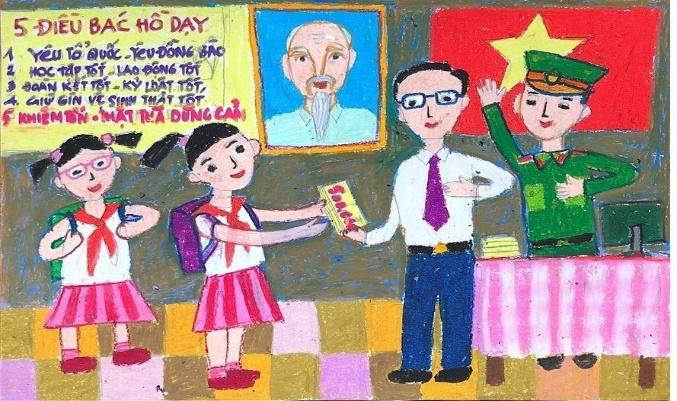 5 ĐIỀU BÁC HỒ DẠY
1 YÊU TỔ QUỐC - YÊU ĐỒNG BÀO
2 HỌC TẬP TỐT - LAO ĐỘNG TỐT
3 ĐOÀN KẾT TỐT - KỶ LUẬT TỐT,
4. GIỮ GÌN VỆ SINH THẬT TỐT
5 KHIÊM TỐN - MẬT THÀ DŨNG CẢM